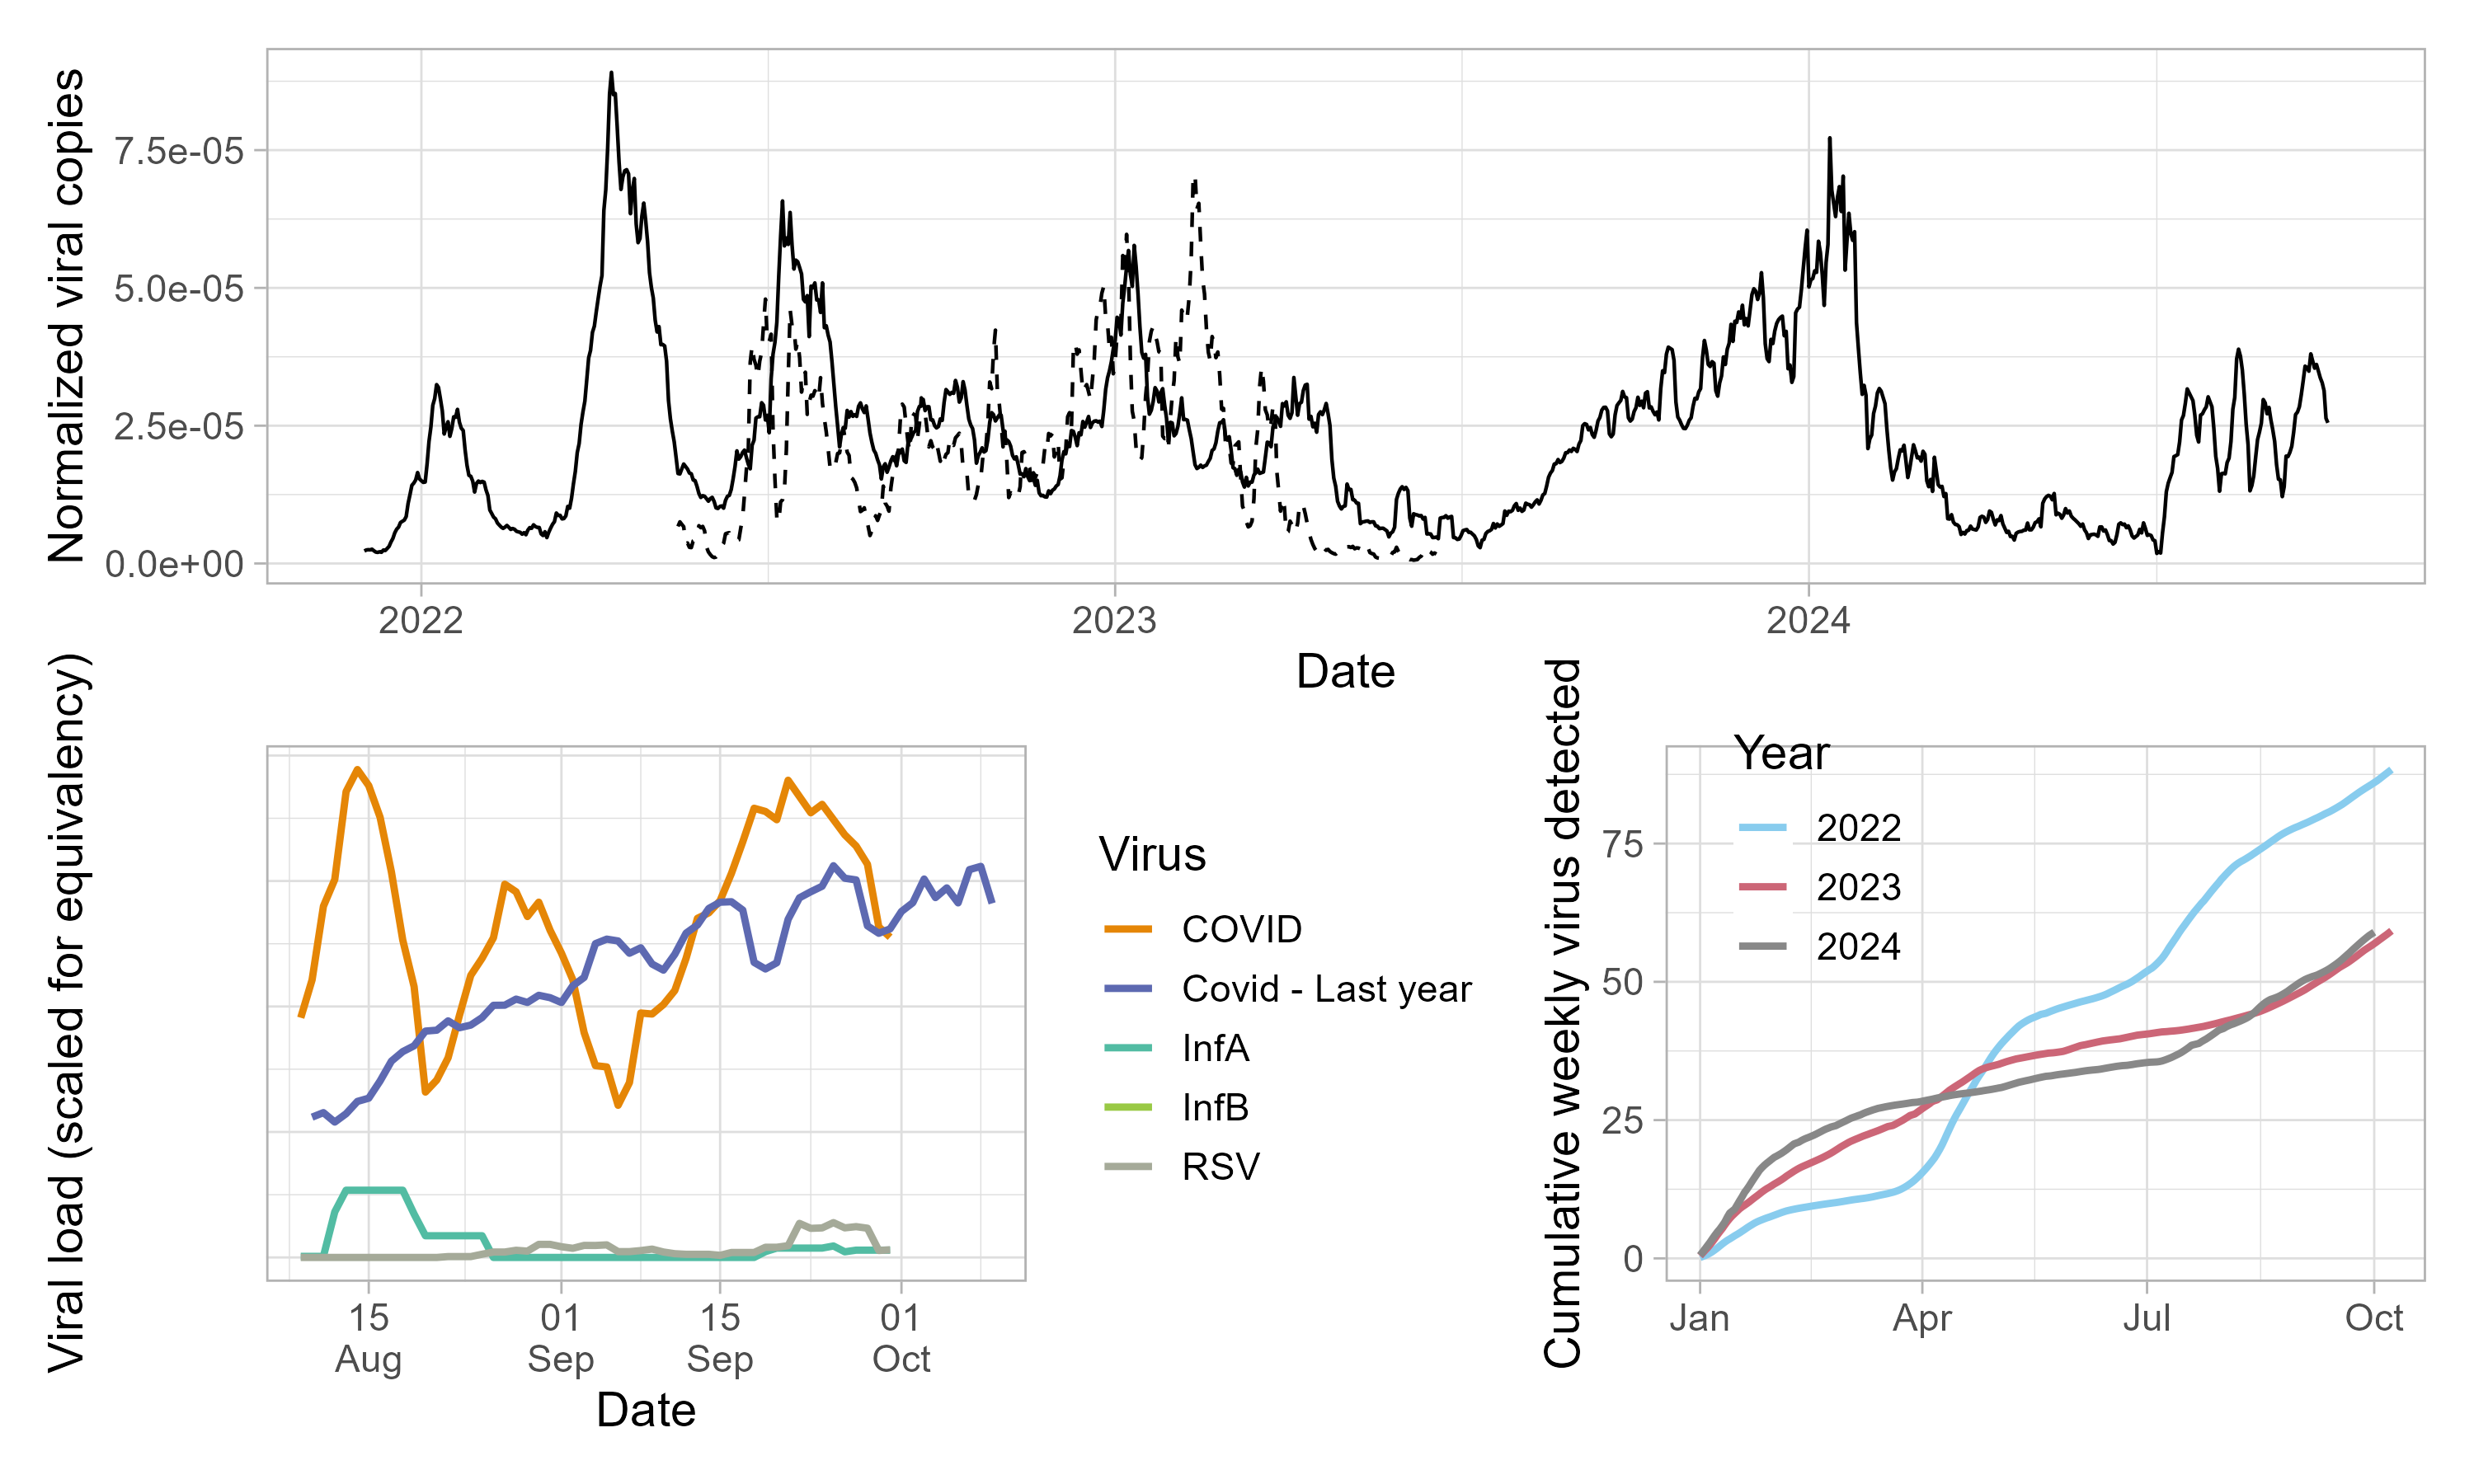 Normalized viral copies
7.5e-05
5.0e-05
2.5e-05
0.0e+00
2022
2023
2024
Date
Viral load (scaled for equivalency)
15
Aug
01
Sep
15
Sep
01
Oct
Date
Virus
COVID
Covid - Last year
InfA
InfB
RSV
Cumulative weekly virus detected
75
50
25
0
Year
2022
2023
2024
Jan
Apr
Jul
Oct